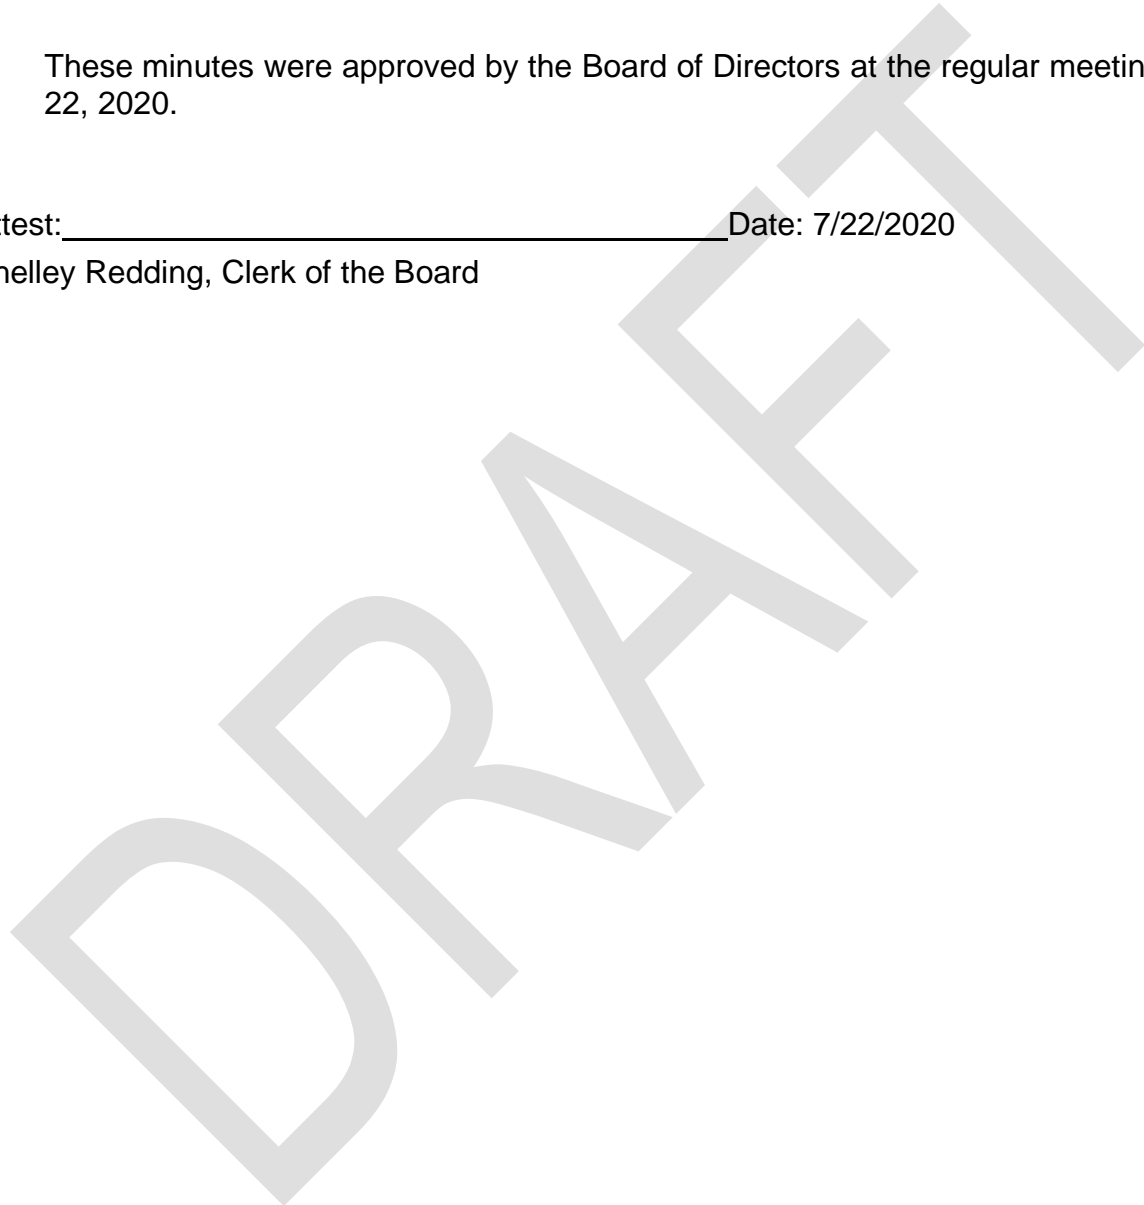 These minutes were approved by the Board of Directors at the regular meetin
22, 2020.
ttest: Date: 7/22/2020
helley Redding, Clerk of the Board
DRAFT